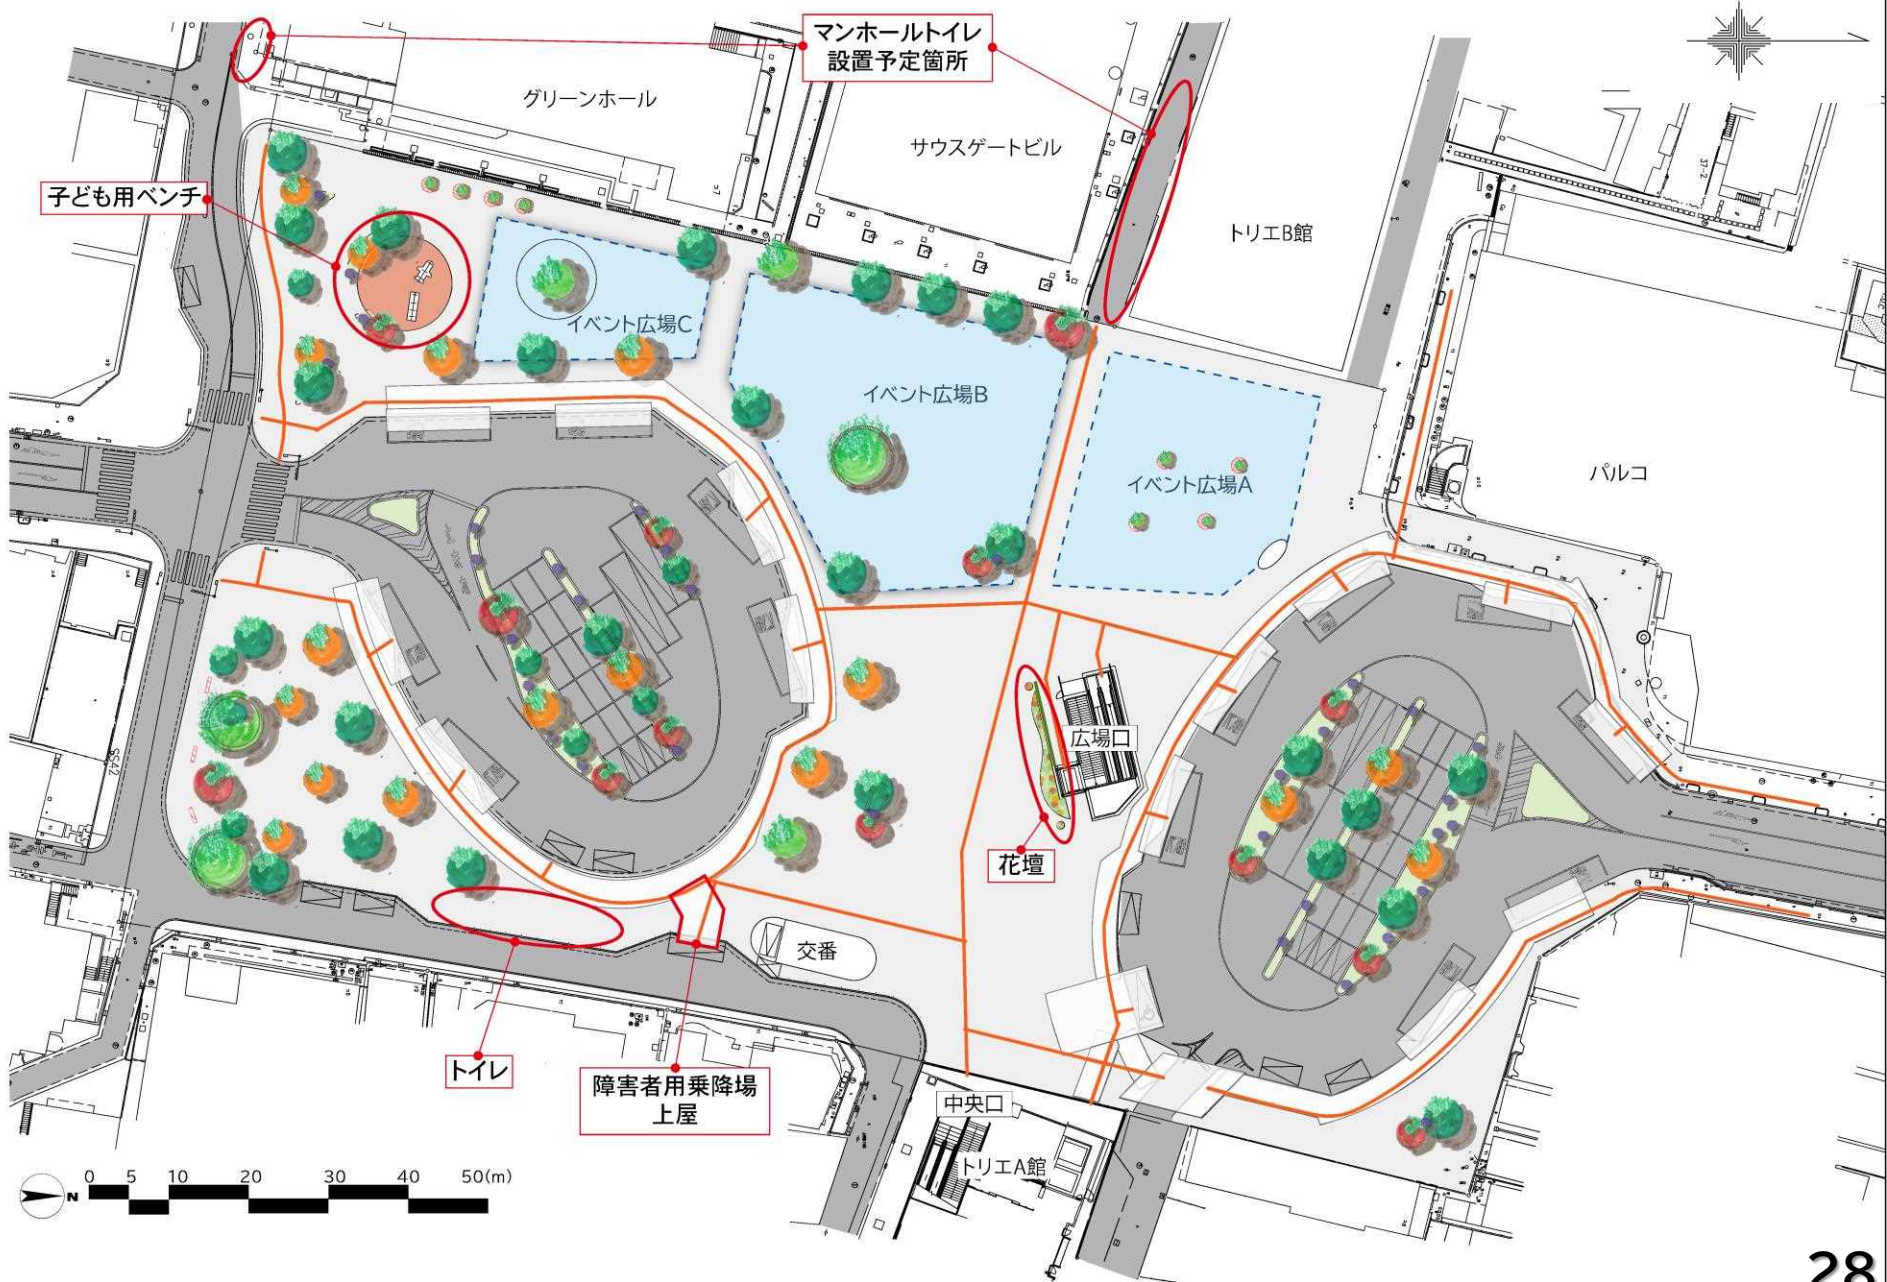 マンホールトイレ
設置予定箇所
グリーンホール
サウスゲートビル
トリエB館
37-2
子ども用ベンチ
イベント広場C
イベント広場B
イベント広場A
パルコ
広場口
花壇
SS42
交番
トイレ
障害者用乗降場
上屋
中央口
トリエA館
N
0 5 10 20 30 40 50(m)
28